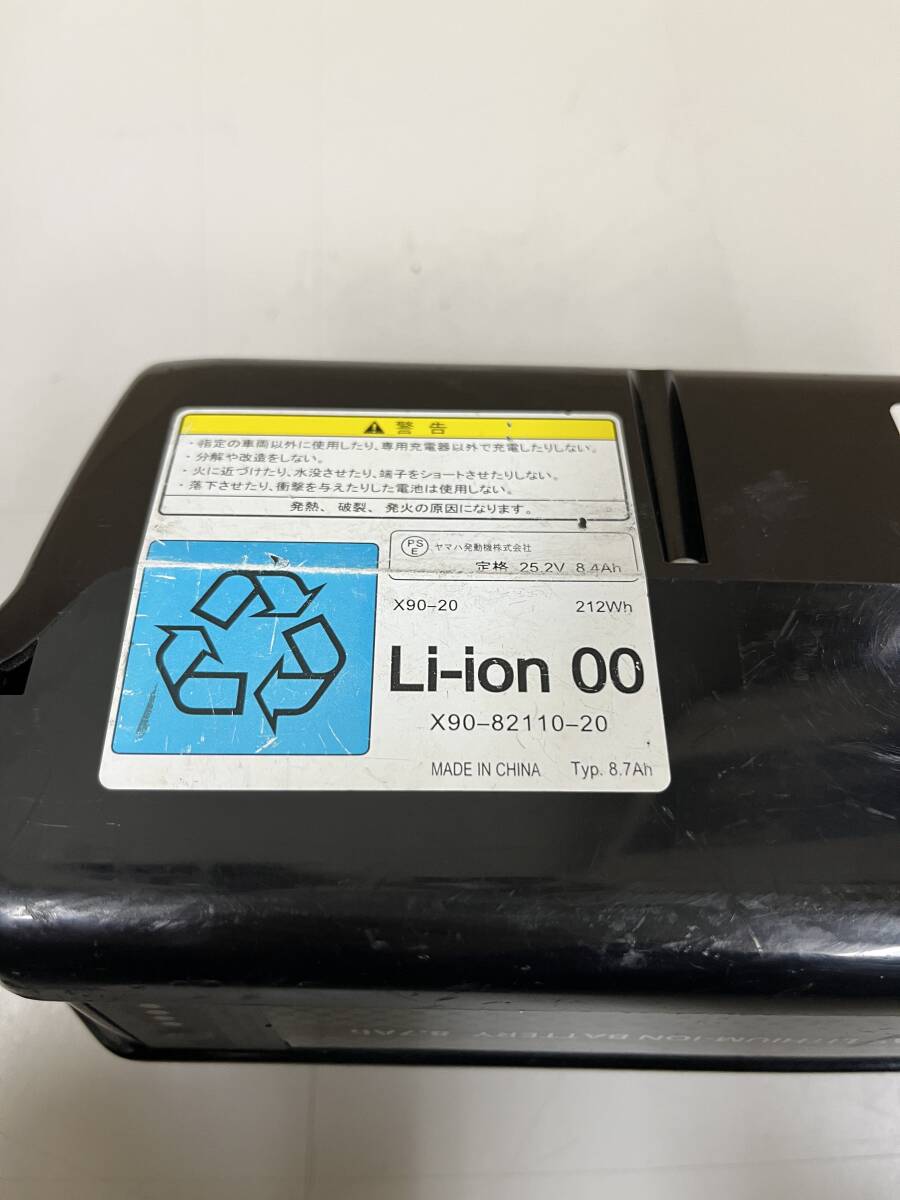 警告
・指定の車両以外に使用したり、専用充電器以外で充電したりしない。
・分解や改造をしない。
・火に近づけたり、水没させたり、端子をショートさせたりしない。
・落下させたり、衝撃を与えたりした電池は使用しない。
発熱、破裂、発火の原因になります。
PS E ヤマハ発動機株式会社
定格 25.2V 8.4Ah
X90-20 212Wh
Li-ion 00
X90-82110-20
MADE IN CHINA Typ. 8.7Ah
LITHIUM-ION BATTERY 8.7Ah